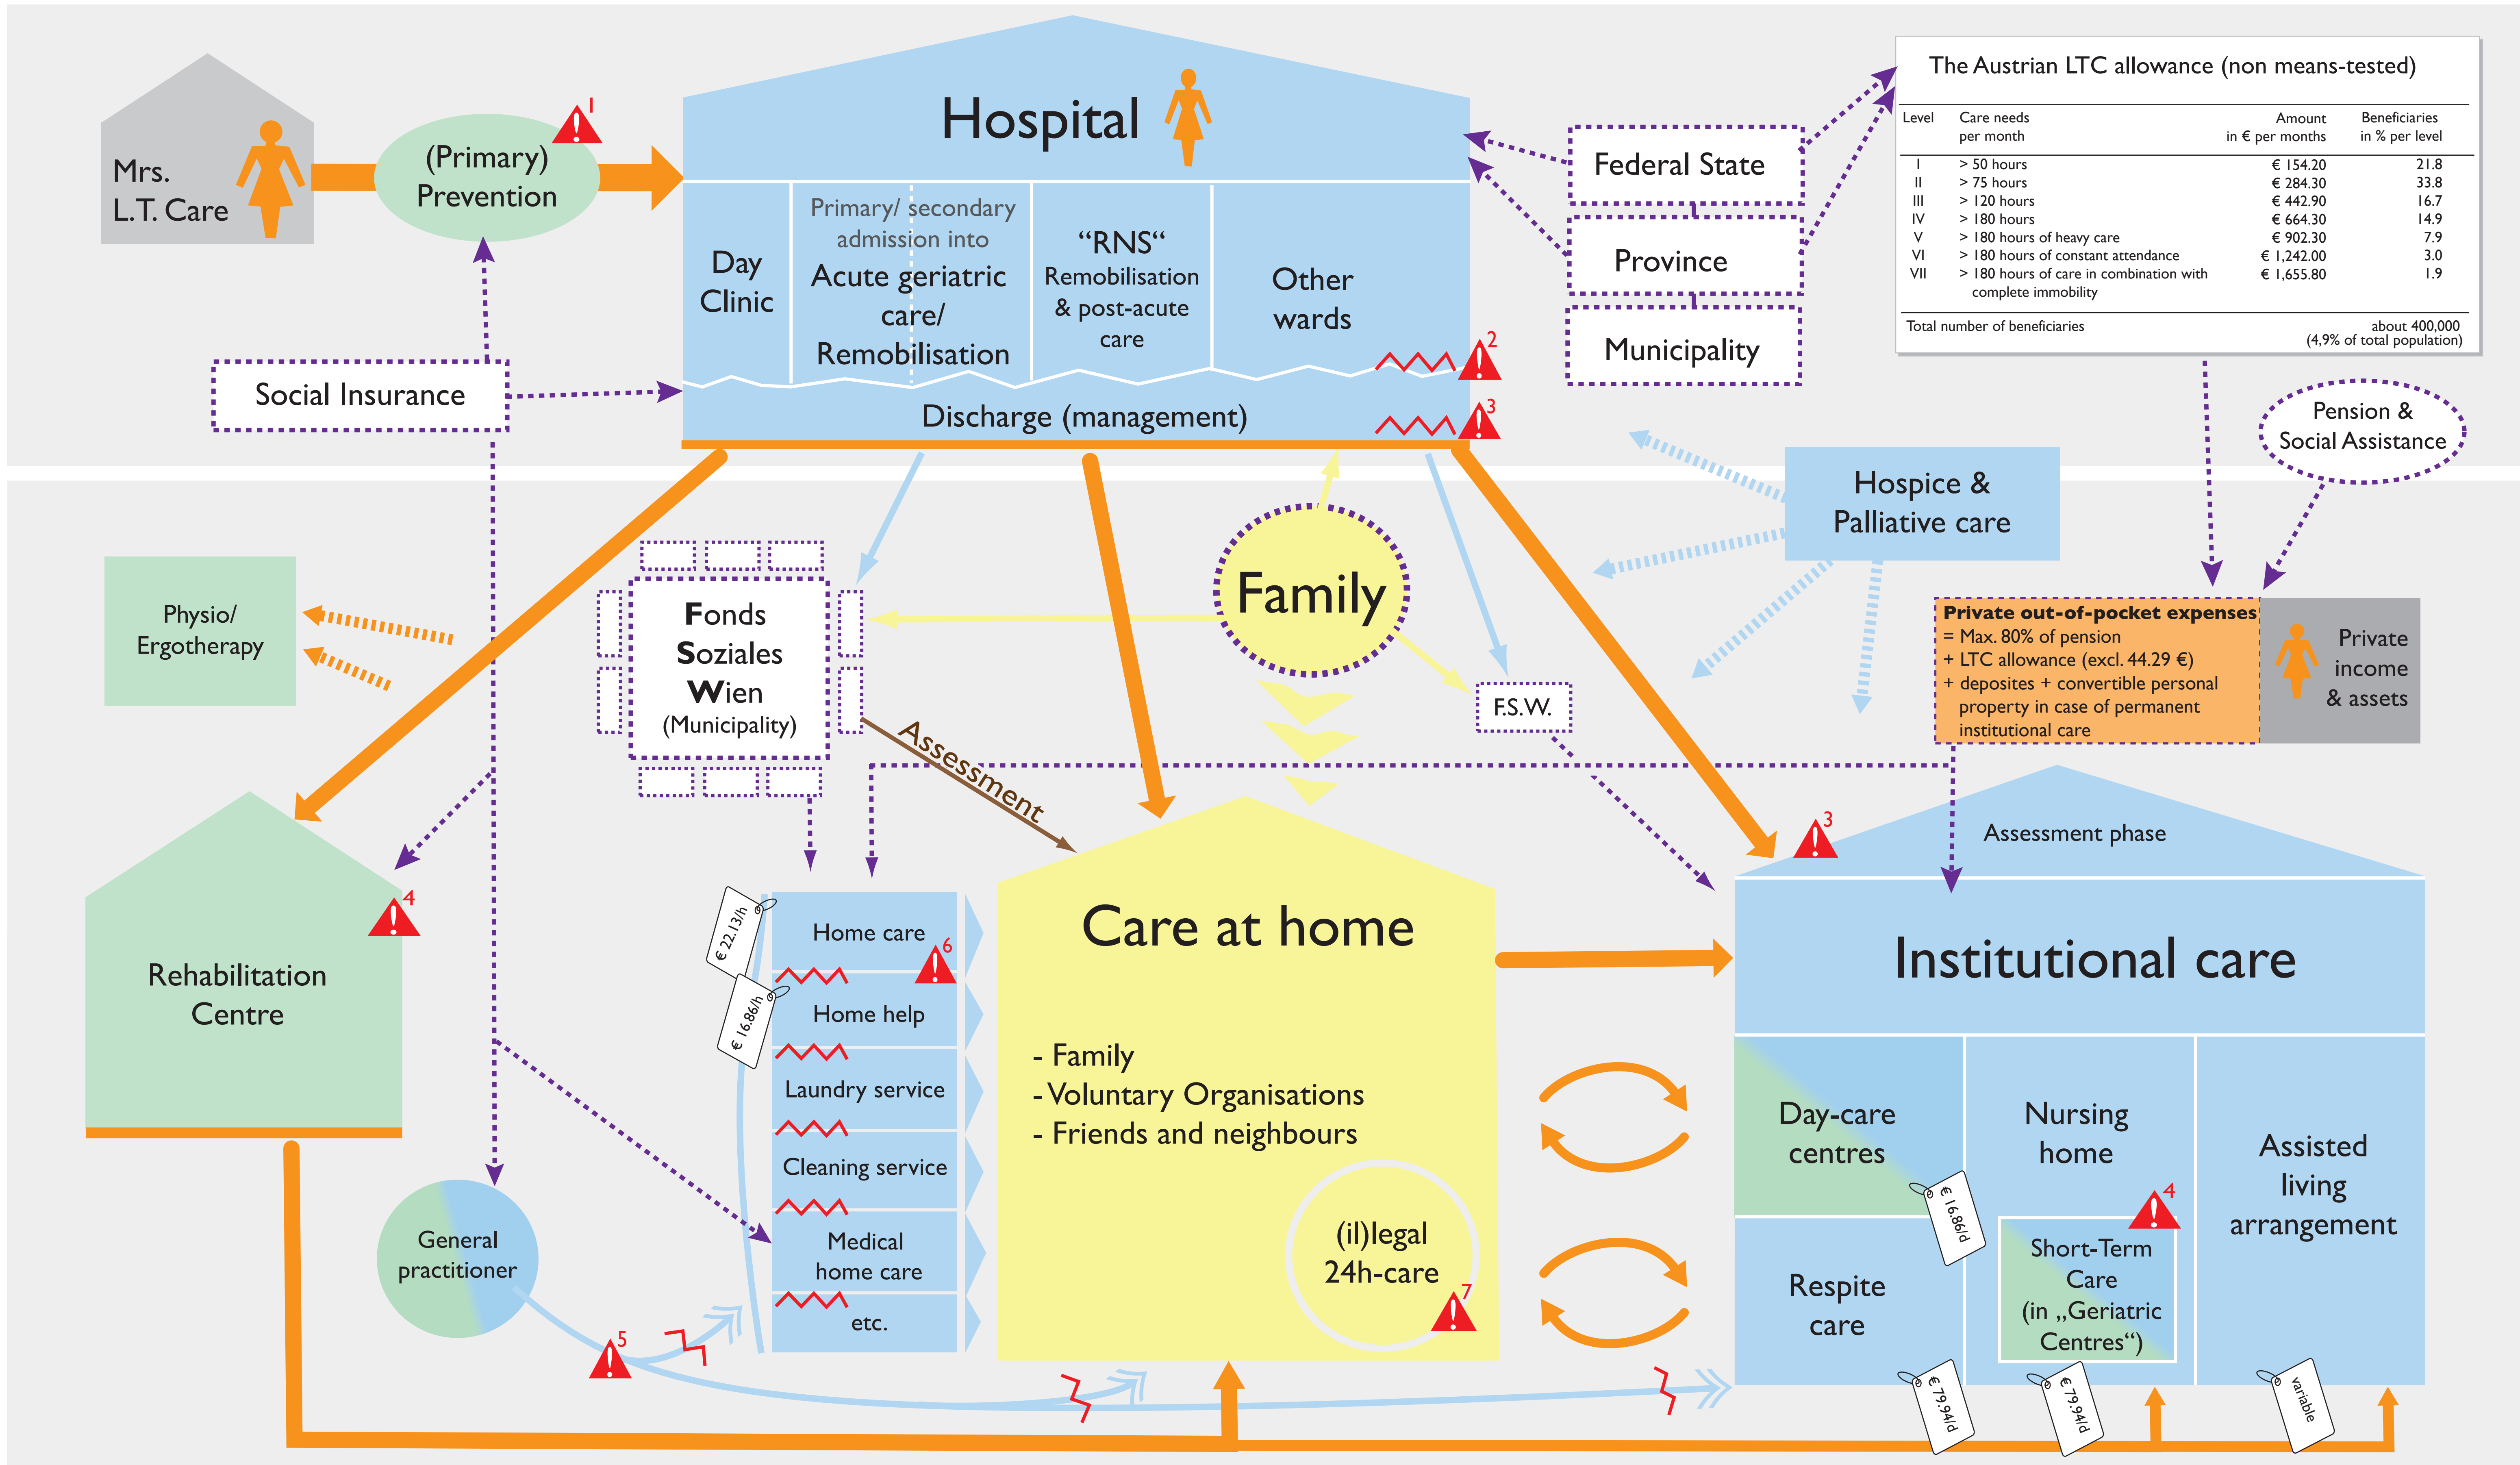 Mrs.
L.T. Care
(Primary)
Prevention
1
Hospital
Day
Clinic
Primary/ secondary
admission into
Acute geriatric
care/
Remobilisation
“RNS“
Remobilisation
& post-acute
care
Other
wards
2
Discharge (management)
3
Social Insurance
Federal State
Province
Municipality
The Austrian LTC allowance (non means-tested)
Level Care needs per month Amount in € per months Beneficiaries in % per level
I > 50 hours € 154.20 21.8
II > 75 hours € 284.30 33.8
III > 120 hours € 442.90 16.7
IV > 180 hours € 664.30 14.9
V > 180 hours of heavy care € 902.30 7.9
VI > 180 hours of constant attendance € 1,242.00 3.0
VII > 180 hours of care in combination with € 1,655.80 1.9
complete immobility
Total number of beneficiaries about 400,000
(4,9% of total population)
Pension &
Social Assistance
Hospice &
Palliative care
Physio/
Ergotherapy
Fonds
Soziales
Wien
(Municipality)
Family
F.S.W.
Assessment
Private out-of-pocket expenses
= Max. 80% of pension
+ LTC allowance (excl. 44.29 €)
+ deposites + convertible personal
property in case of permanent
institutional care
Private
income
& assets
Rehabilitation
Centre
4
General
practitioner
5
€ 22.13/h
€ 16.86/h
Home care
6
Home help
Laundry service
Cleaning service
Medical
home care
etc.
Care at home
- Family
- Voluntary Organisations
- Friends and neighbours
(il)legal
24h-care
7
3
Assessment phase
Institutional care
Day-care
centres
€ 16.86/d
Respite
care
€ 79.94/d
Nursing
home
4
Short-Term
Care
(in „Geriatric
Centres“)
€ 79.94/d
Assisted
living
arrangement
variable